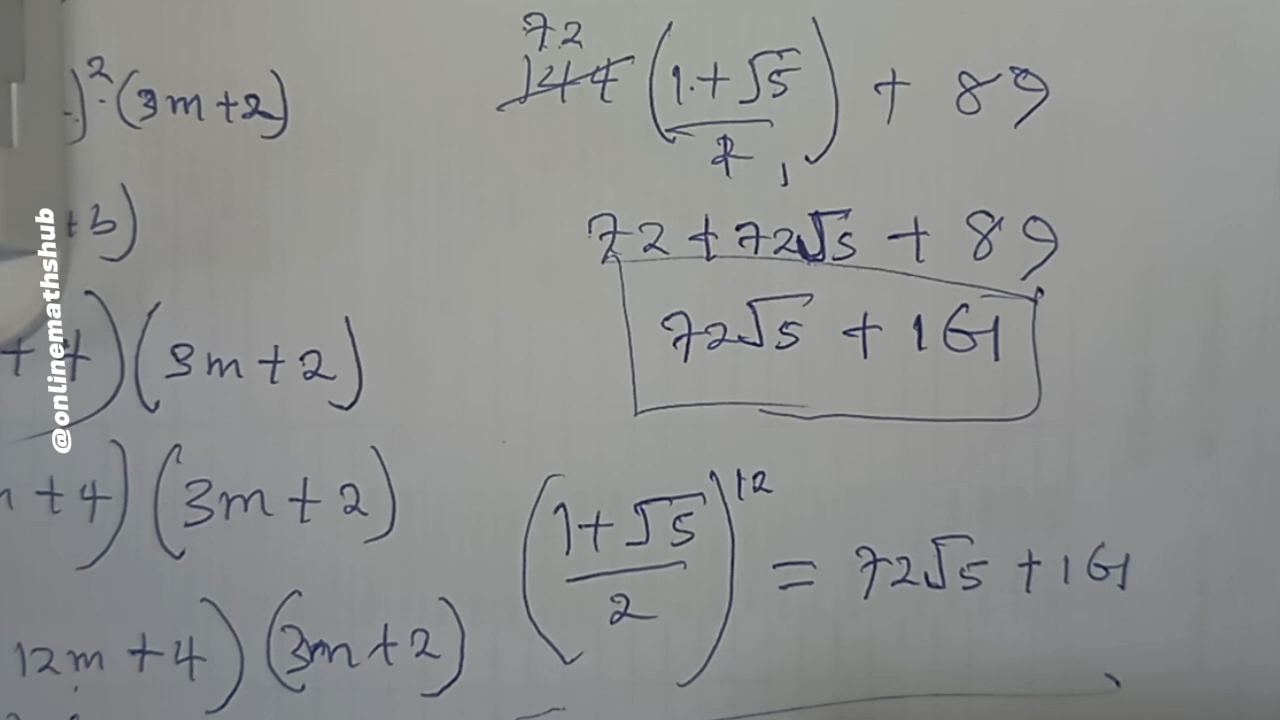 )².(3m+2)
+b)
+4)(3m+2)
+4)(3m+2)
12m+4)(3m+2)
72
144((1+√5)/2)+89
1
72+72√5+89
72√5+161
((1+√5)/2)¹²=72√5+161
@onlinemathshub